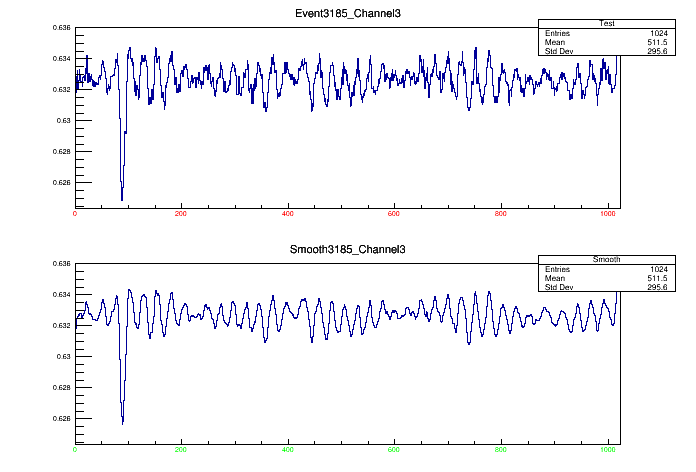 Event3185_Channel3
Test
Entries 1024
Mean 511.5
Std Dev 295.6
0.636
0.634
0.632
0.63
0.628
0.626
0 200 400 600 800 1000
Smooth3185_Channel3
Smooth
Entries 1024
Mean 511.5
Std Dev 295.6
0.636
0.634
0.632
0.63
0.628
0.626
0 200 400 600 800 1000